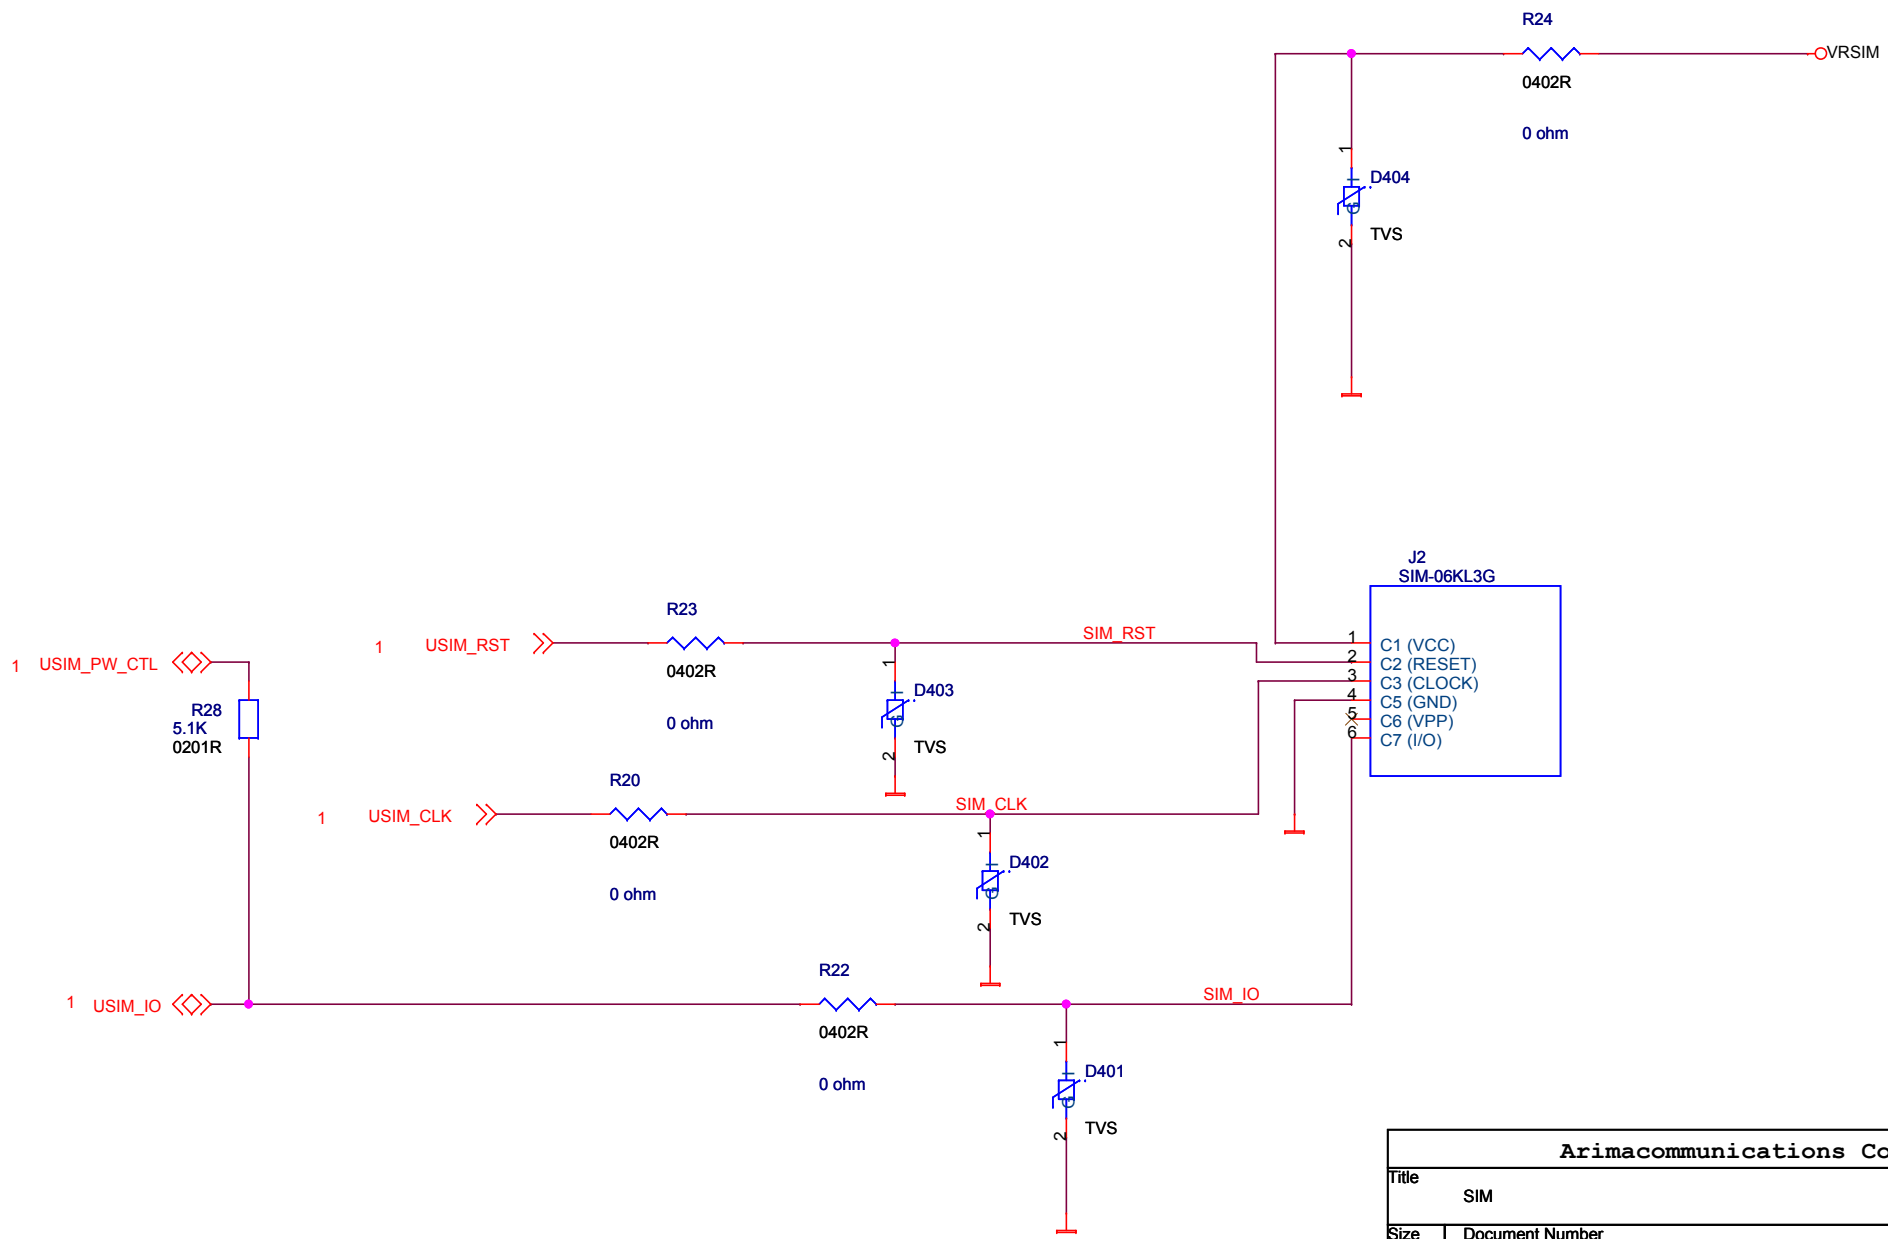 R24
VRSIM
0402R
0 ohm
1
D404
TVS
2
J2
SIM-06KL3G
R23
1 USIM_RST
SIM_RST
0402R
0 ohm
1
D403
TVS
2
1 USIM_PW_CTL
R28
5.1K
0201R
1 C1 (VCC)
2 C2 (RESET)
3 C3 (CLOCK)
4 C5 (GND)
5 C6 (VPP)
6 C7 (I/O)
R20
1 USIM_CLK
SIM_CLK
0402R
0 ohm
1
D402
TVS
2
R22
1 USIM_IO
SIM_IO
0402R
0 ohm
1
D401
TVS
2
Arimacommunications Co
Title
SIM
Size Document Number